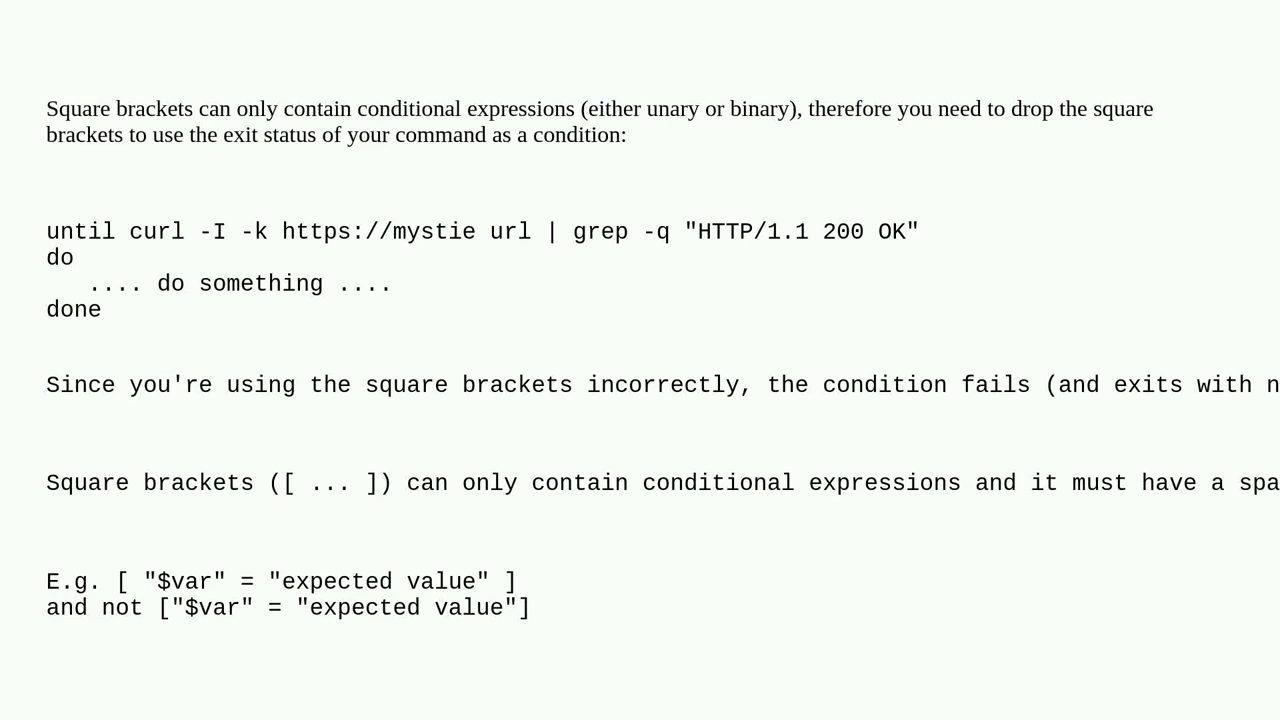 Square brackets can only contain conditional expressions (either unary or binary), therefore you need to drop the square
brackets to use the exit status of your command as a condition:
until curl -I -k https://mystie url | grep -q "HTTP/1.1 200 OK"
do
.... do something ....
done
Since you're using the square brackets incorrectly, the condition fails (and exits with
Square brackets ([ ... ]) can only contain conditional expressions and it must have a
E.g. [ "$var" = "expected value" ]
and not ["$var" = "expected value"]